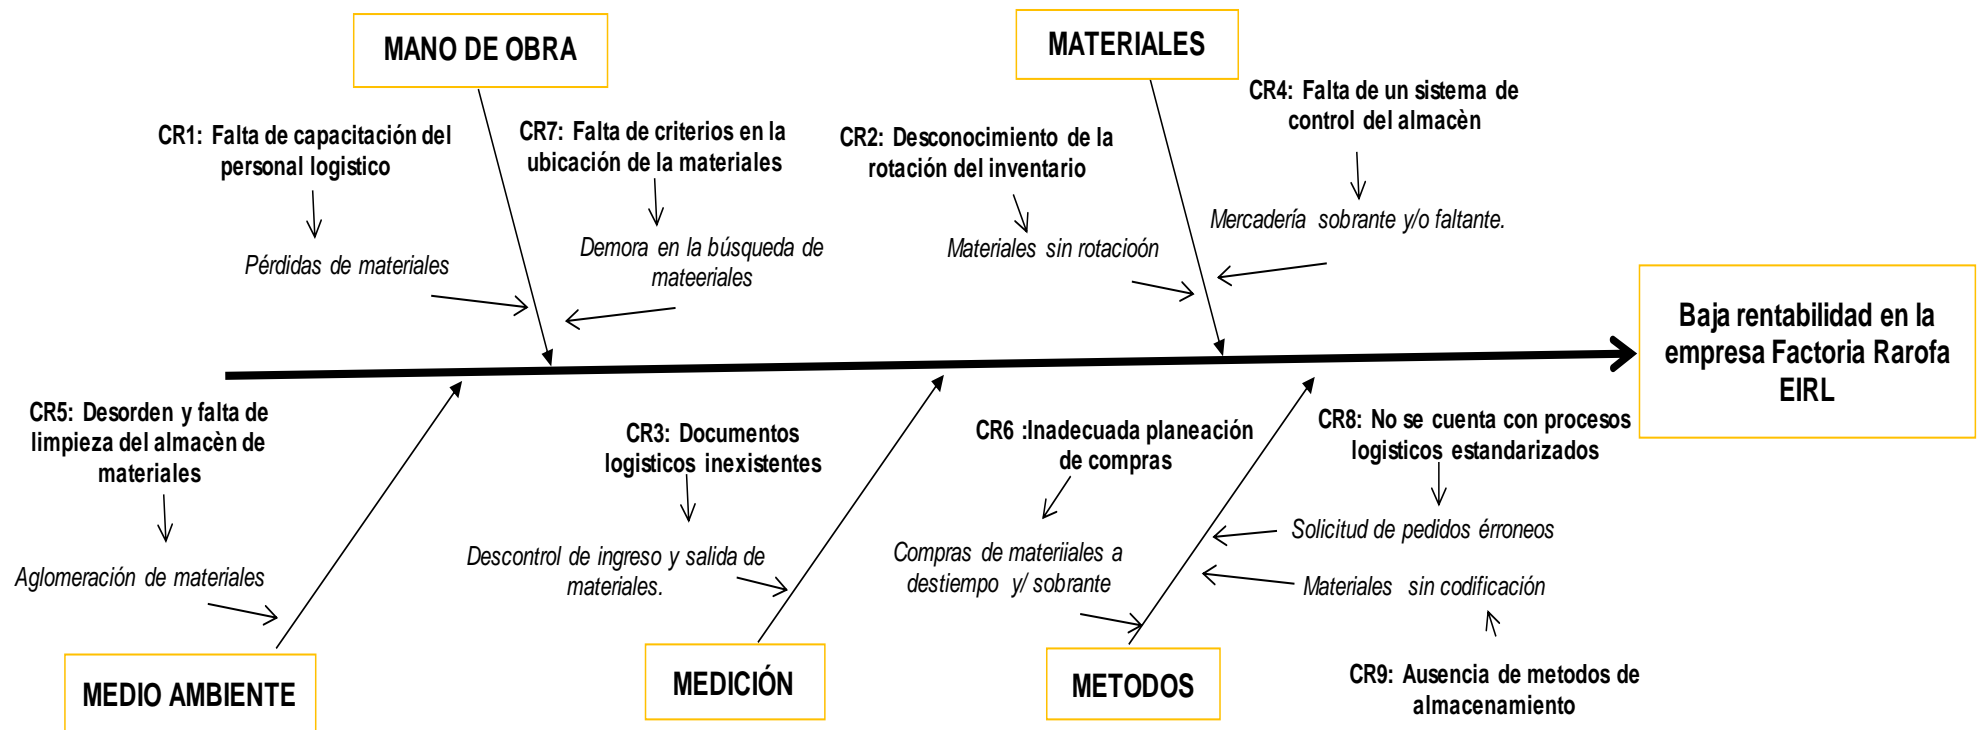 MANO DE OBRA
MATERIALES
CR1: Falta de capacitaciòn del
personal logistico
CR7: Falta de criterios en la
ubicación de la materiales
CR2: Desconocimiento de la
rotación del inventario
CR4: Falta de un sistema de
control del almacèn
Pérdidas de materiales
Demora en la búsqueda de
mateeriales
Materiales sin rotacioón
Mercadería sobrante y/o faltante.
Baja rentabilidad en la
empresa Factoria Rarofa
EIRL
CR5: Desorden y falta de
limpieza del almacèn de
materiales
CR3: Documentos
logisticos inexistentes
CR6 :Inadecuada planeación
de compras
CR8: No se cuenta con procesos
logisticos estandarizados
Aglomeración de materiales
Descontrol de ingreso y salida de
materiales.
Compras de materiiales a
destiempo y/ sobrante
Solicitud de pedidos érroneos
Materiales sin codificación
CR9: Ausencia de metodos de
almacenamiento
MEDIO AMBIENTE
MEDICIÓN
METODOS